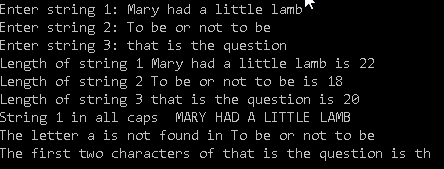 Enter string 1: Mary had a little lamb
Enter string 2: To be or not to be
Enter string 3: that is the question
Length of string 1 Mary had a little lamb is 22
Length of string 2 To be or not to be is 18
Length of string 3 that is the question is 20
String 1 in all caps  MARY HAD A LITTLE LAMB
The letter a is not found in To be or not to be
The first two characters of that is the question is th